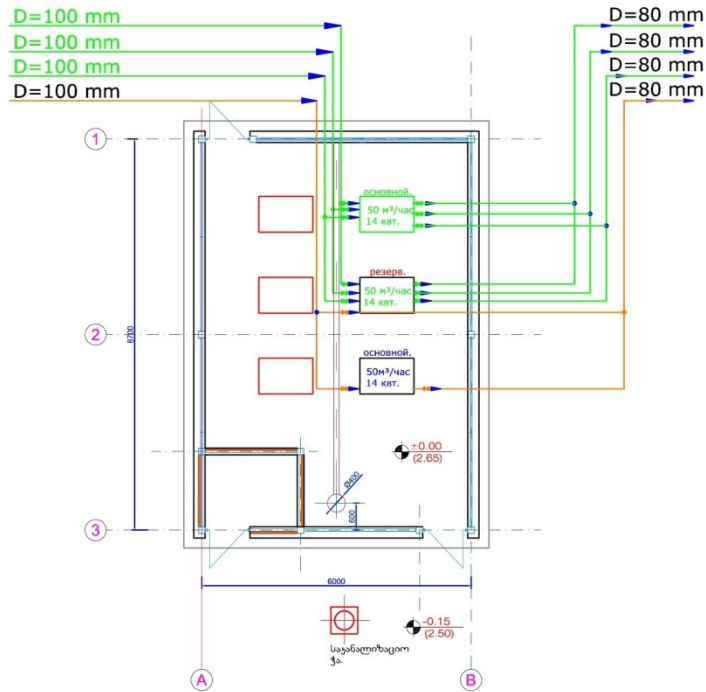 D=100 mm
D=80 mm
D=100 mm
D=80 mm
D=100 mm
D=80 mm
D=100 mm
D=80 mm
1
основной.
50 м³/час
14 квт.
резерв.
50 м³/час
14 квт.
2
8700
основной.
50м³/час
14 квт.
±0.00
(2.65)
Ø400
600
3
6000
-0.15
(2.50)
საკანალიზაციო
ჭა.
A
B